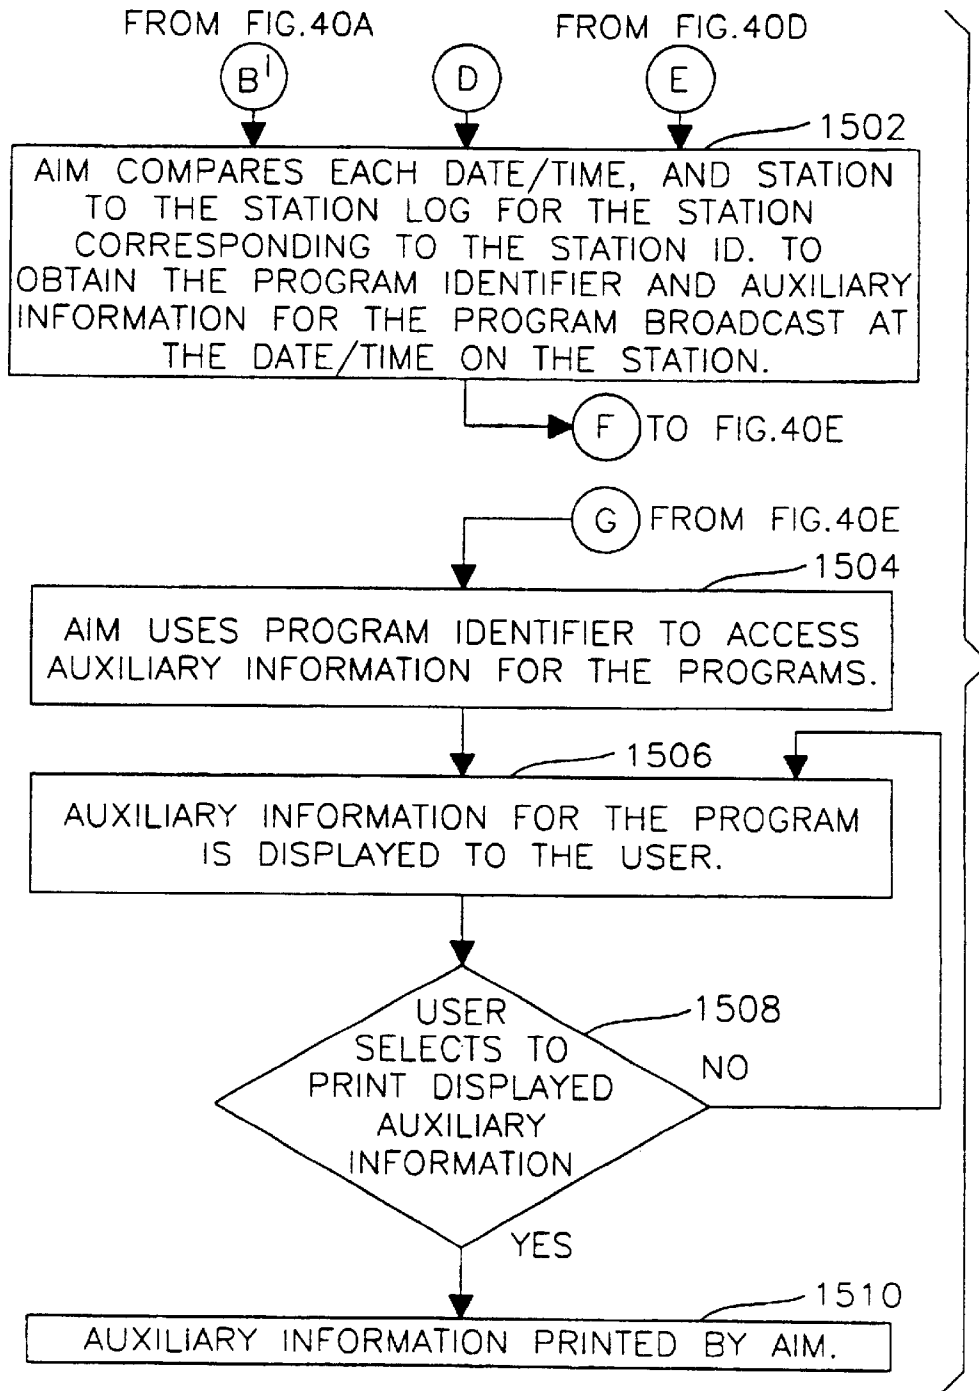 FROM FIG.40A FROM FIG.40D
B' D E
1502
AIM COMPARES EACH DATE/TIME, AND STATION
TO THE STATION LOG FOR THE STATION
CORRESPONDING TO THE STATION ID. TO
OBTAIN THE PROGRAM IDENTIFIER AND AUXILIARY
INFORMATION FOR THE PROGRAM BROADCAST AT
THE DATE/TIME ON THE STATION.
F TO FIG.40E
G FROM FIG.40E
1504
AIM USES PROGRAM IDENTIFIER TO ACCESS
AUXILIARY INFORMATION FOR THE PROGRAMS.
1506
AUXILIARY INFORMATION FOR THE PROGRAM
IS DISPLAYED TO THE USER.
1508
USER
SELECTS TO
PRINT DISPLAYED
AUXILIARY
INFORMATION
NO
YES
1510
AUXILIARY INFORMATION PRINTED BY AIM.